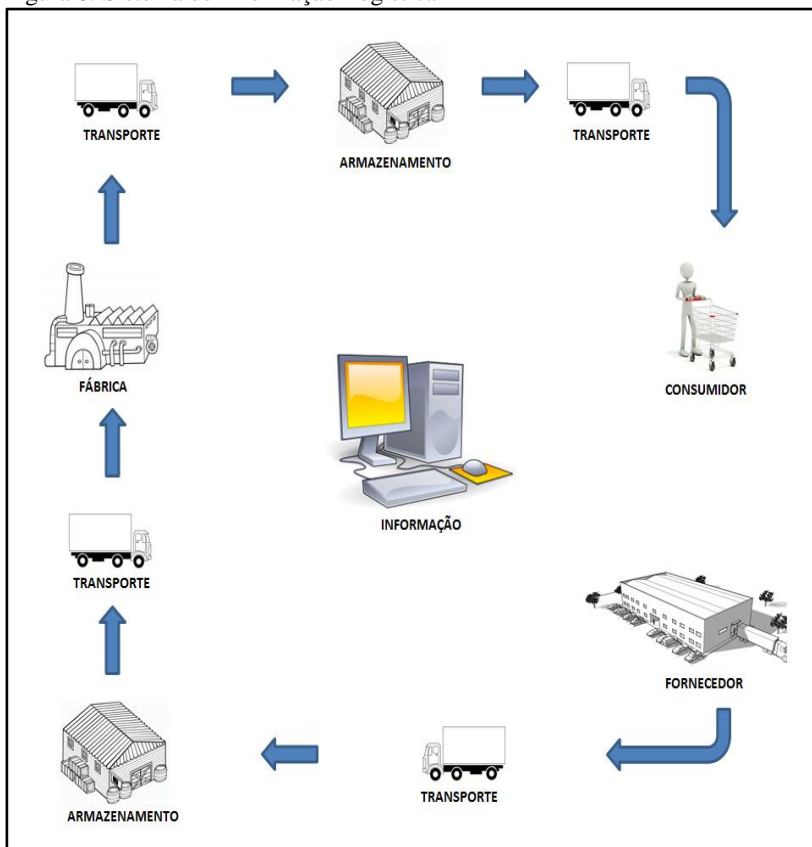 TRANSPORTE
ARMAZENAMENTO
TRANSPORTE
FÁBRICA
CONSUMIDOR
INFORMAÇÃO
TRANSPORTE
FORNECEDOR
TRANSPORTE
ARMAZENAMENTO